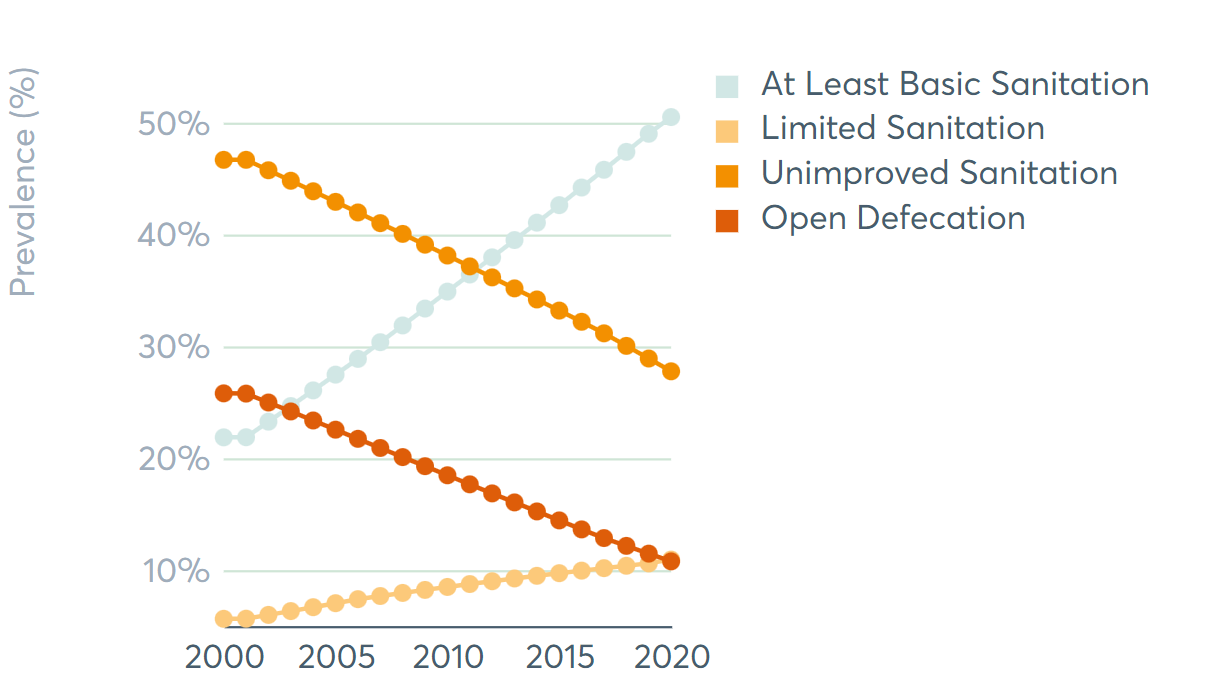 Prevalence (%)
50%
40%
30%
20%
10%
2000 2005 2010 2015 2020
At Least Basic Sanitation
Limited Sanitation
Unimproved Sanitation
Open Defecation